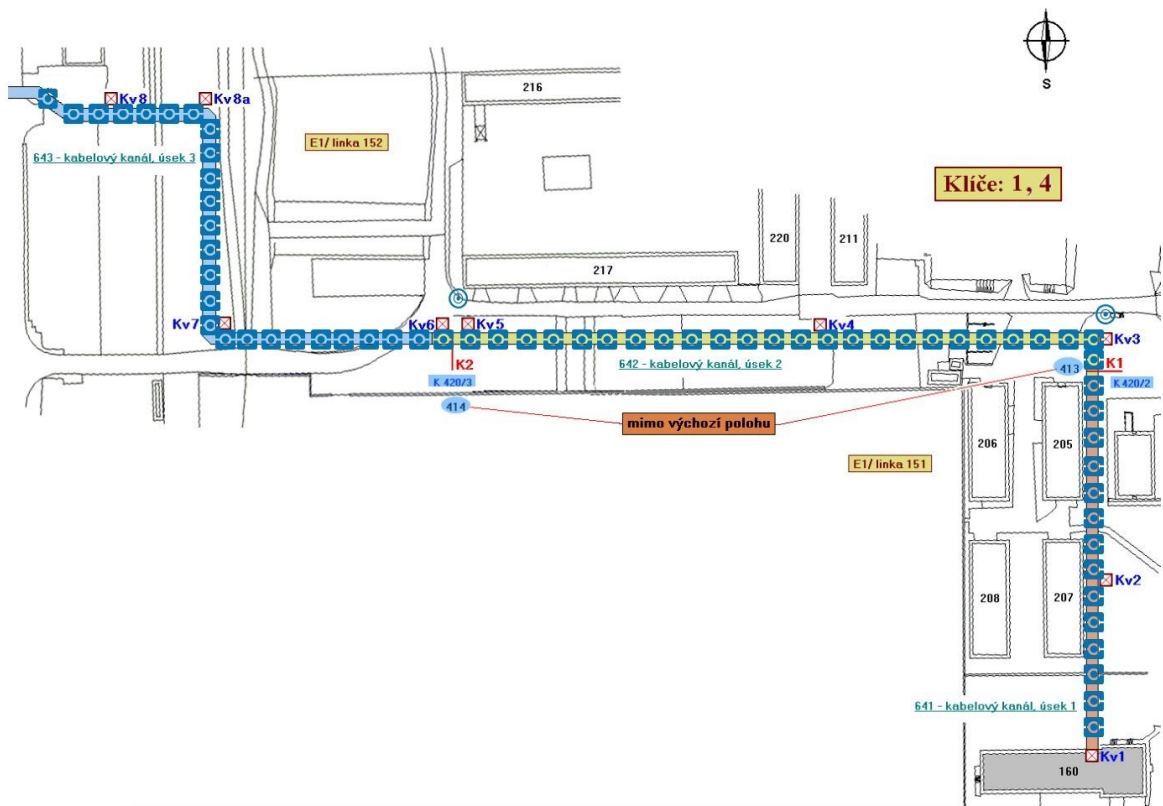 S
216
Kv8
Kv8a
E1/ linka 152
643 - kabelový kanál, úsek 3
Klíče: 1, 4
220
211
217
Kv7
Kv6
Kv5
Kv4
Kv3
K2
642 - kabelový kanál, úsek 2
413
K1
K 420/3
K 420/2
414
mimo výchozí polohu
206
205
E1/ linka 151
Kv2
208
207
641 - kabelový kanál, úsek 1
Kv1
160